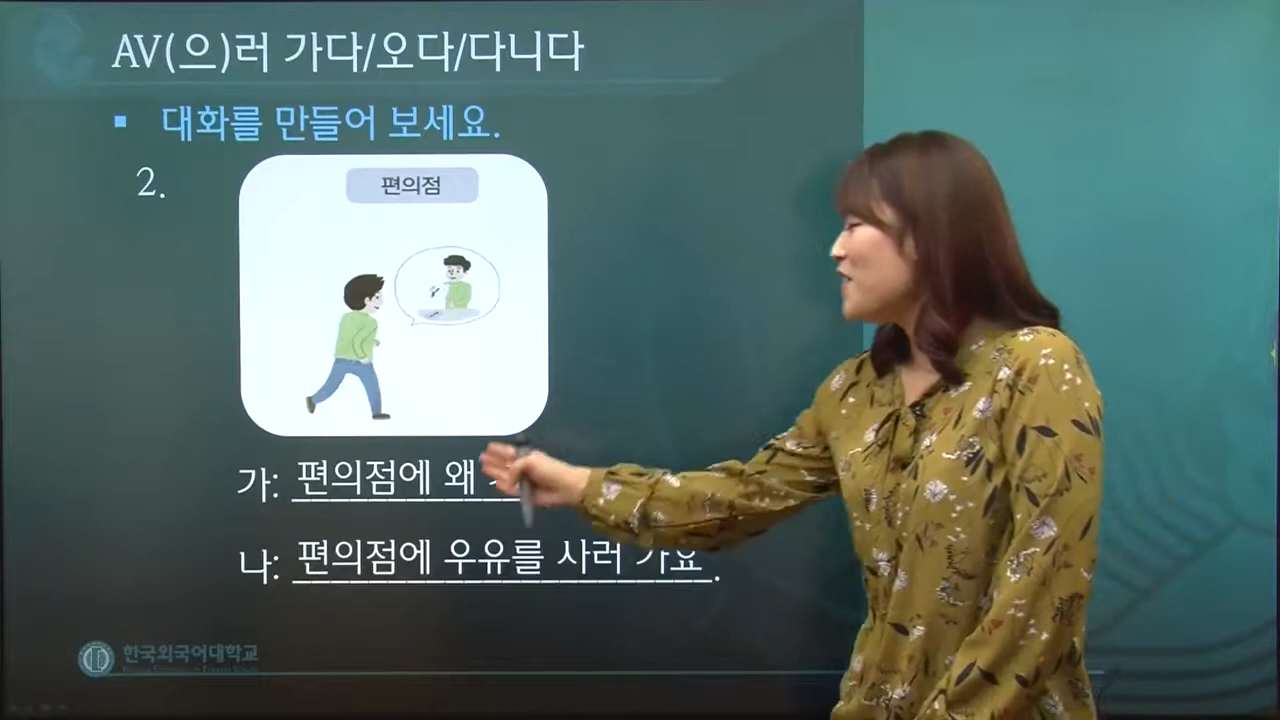 AV(으)러 가다/오다/다니다
▪ 대화를 만들어 보세요.
2.
편의점
가: 편의점에 왜
나: 편의점에 우유를 사러 가요.
한국외국어대학교